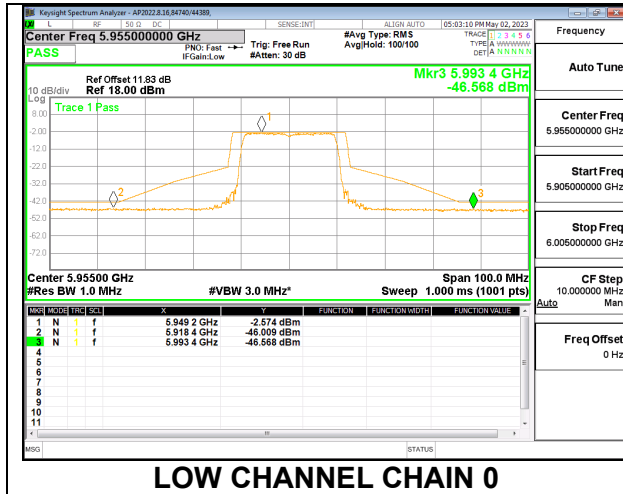 Keysight Spectrum Analyzer - AP2022.8.16,84740/44389,
L RF 50 Ω DC SENSE:INT ALIGN AUTO 05:03:10 PM May 02, 2023
Center Freq 5.955000000 GHz #Avg Type: RMS TRACE 1 2 3 4 5 6
PASS PNO: Fast Trig: Free Run Avg|Hold: 100/100 TYPE A WWWWW
IFGain:Low #Atten: 30 dB DET A N N N N N
Mkr3 5.993 4 GHz
Ref Offset 11.83 dB
10 dB/div Ref 18.00 dBm -46.568 dBm
Log
Trace 1 Pass
8.00
1
-2.00
-12.0
-22.0
-32.0
2 3
-42.0
-52.0
-62.0
-72.0
Center 5.95500 GHz Span 100.0 MHz
#Res BW 1.0 MHz #VBW 3.0 MHz* Sweep 1.000 ms (1001 pts)
MKR MODE TRC SCL X Y FUNCTION FUNCTION WIDTH FUNCTION VALUE
1 N 1 f 5.949 2 GHz -2.574 dBm
2 N 1 f 5.918 4 GHz -46.009 dBm
3 N 1 f 5.993 4 GHz -46.568 dBm
4
5
6
7
8
9
10
11
MSG STATUS
Frequency
Auto Tune
Center Freq
5.955000000 GHz
Start Freq
5.905000000 GHz
Stop Freq
6.005000000 GHz
CF Step
10.000000 MHz
Auto Man
Freq Offset
0 Hz
LOW CHANNEL CHAIN 0